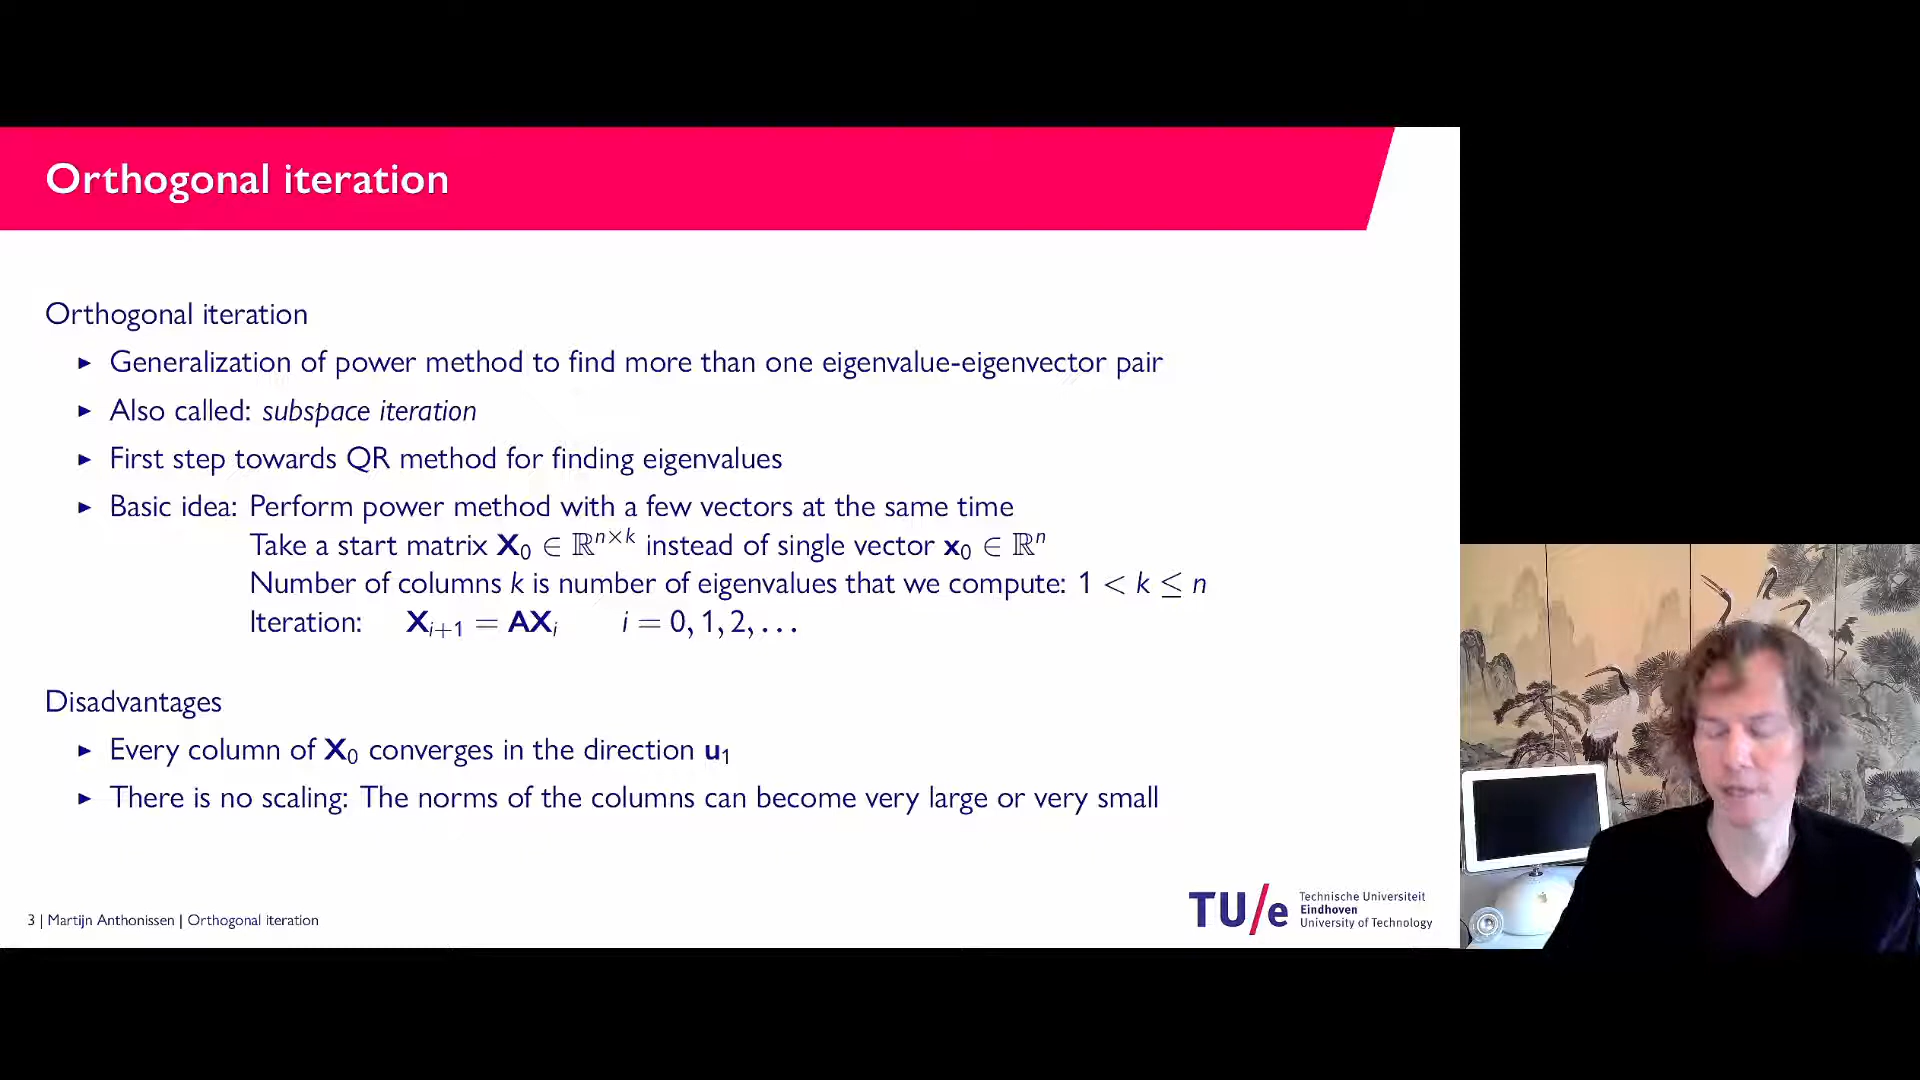 Orthogonal iteration
Orthogonal iteration
▶ Generalization of power method to find more than one eigenvalue-eigenvector pair
▶ Also called: subspace iteration
▶ First step towards QR method for finding eigenvalues
▶ Basic idea: Perform power method with a few vectors at the same time
Take a start matrix X₀ ∈ ℝⁿˣᵏ instead of single vector x₀ ∈ ℝⁿ
Number of columns k is number of eigenvalues that we compute: 1 < k ≤ n
Iteration: Xᵢ₊₁ = AXᵢ i = 0, 1, 2, . . .
Disadvantages
▶ Every column of X₀ converges in the direction u₁
▶ There is no scaling: The norms of the columns can become very large or very small
3 | Martijn Anthonissen | Orthogonal iteration
TU/e
Technische Universiteit
Eindhoven
University of Technology